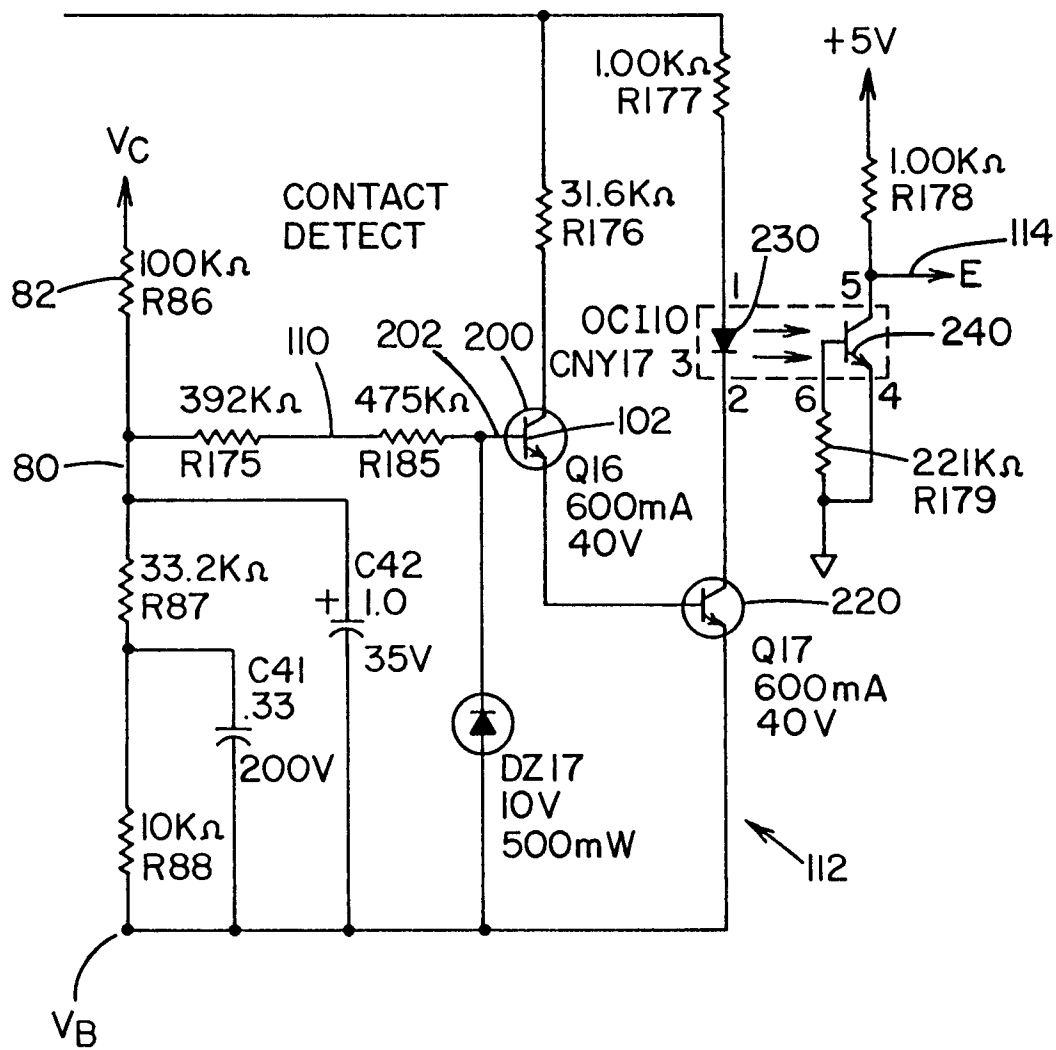 +5V
1.00KΩ
R177
VC
1.00KΩ
R178
CONTACT
DETECT
31.6KΩ
R176
230
114
82
100KΩ
R86
1
5
E
110
202
200
OC110
CNY17 3
240
2
6
4
392KΩ
R175
475KΩ
R185
102
80
Q16
600mA
40V
221KΩ
R179
33.2KΩ
R87
C42
+ 1.0
35V
220
C41
.33
200V
Q17
600mA
40V
DZ17
10V
500mW
10KΩ
R88
112
VB